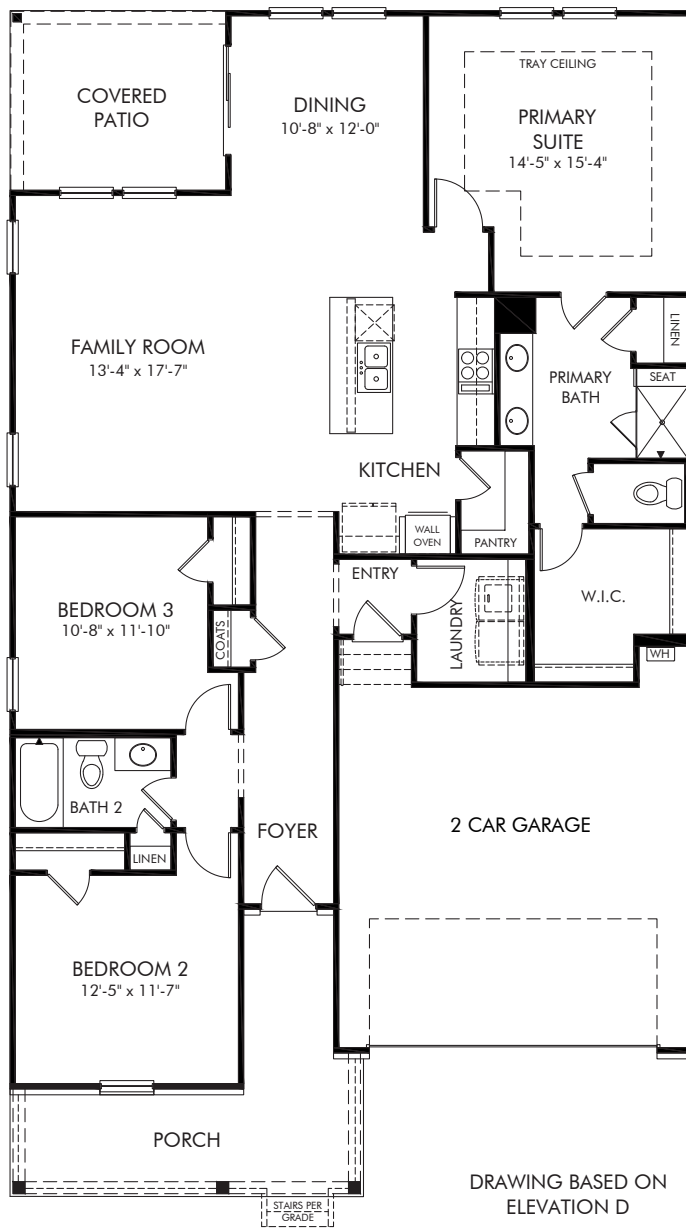 COVERED
PATIO
DINING
10'-8" x 12'-0"
TRAY CEILING
PRIMARY
SUITE
14'-5" x 15'-4"
FAMILY ROOM
13'-4" x 17'-7"
LINEN
PRIMARY
BATH
SEAT
KITCHEN
WALL
OVEN
PANTRY
ENTRY
LAUNDRY
W.I.C.
WH
BEDROOM 3
10'-8" x 11'-10"
COATS
BATH 2
LINEN
FOYER
2 CAR GARAGE
BEDROOM 2
12'-5" x 11'-7"
PORCH
STAIRS PER
GRADE
DRAWING BASED ON
ELEVATION D